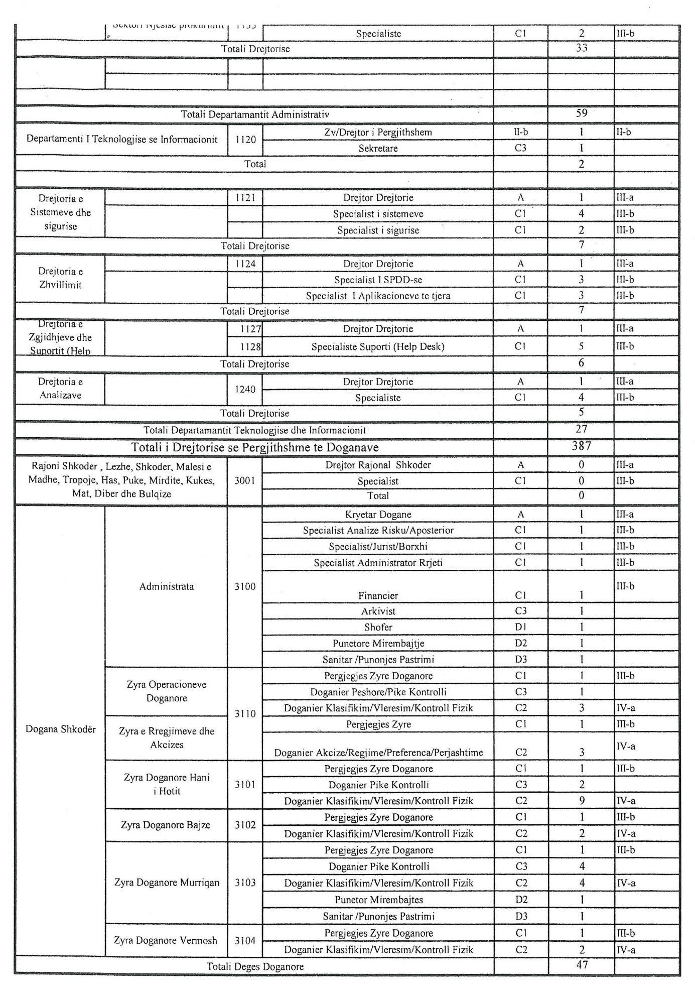 Sektori Njesise prokurimit 1133
Specialiste C1 2 III-b
Totali Drejtorise 33
Totali Departamantit Administrativ 59
Departamenti I Teknologjise se Informacionit 1120 Zv/Drejtor i Pergjithshem II-b 1 II-b
Sekretare C3 1
Total 2
Drejtoria e 1121 Drejtor Drejtorie A 1 III-a
Sistemeve dhe Specialist i sistemeve C1 4 III-b
sigurise Specialist i sigurise C1 2 III-b
Totali Drejtorise 7
Drejtoria e 1124 Drejtor Drejtorie A 1 III-a
Zhvillimit Specialist I SPDD-se C1 3 III-b
Specialist I Aplikacioneve te tjera C1 3 III-b
Totali Drejtorise 7
Drejtoria e 1127 Drejtor Drejtorie A 1 III-a
Zgjidhjeve dhe
Suportit (Help 1128 Specialiste Suporti (Help Desk) C1 5 III-b
Totali Drejtorise 6
Drejtoria e 1240 Drejtor Drejtorie A 1 III-a
Analizave Specialiste C1 4 III-b
Totali Drejtorise 5
Totali Departamantit Teknologjise dhe Informacionit 27
Totali i Drejtorise se Pergjithshme te Doganave 387
Rajoni Shkoder , Lezhe, Shkoder, Malesi e 3001 Drejtor Rajonal Shkoder A 0 III-a
Madhe, Tropoje, Has, Puke, Mirdite, Kukes, Specialist C1 0 III-b
Mat, Diber dhe Bulqize Total 0
Dogana Shkodër Administrata 3100 Kryetar Dogane A 1 III-a
Specialist Analize Risku/Aposterior C1 1 III-b
Specialist/Jurist/Borxhi C1 1 III-b
Specialist Administrator Rrjeti C1 1 III-b
Financier C1 1 III-b
Arkivist C3 1
Shofer D1 1
Punetore Mirembajtje D2 1
Sanitar /Punonjes Pastrimi D3 1
Zyra Operacioneve 3110 Pergjegjes Zyre Doganore C1 1 III-b
Doganore Doganier Peshore/Pike Kontrolli C3 1
Doganier Klasifikim/Vleresim/Kontroll Fizik C2 3 IV-a
Zyra e Rregjimeve dhe Pergjegjes Zyre C1 1 III-b
Akcizes Doganier Akcize/Regjime/Preferenca/Perjashtime C2 3 IV-a
Zyra Doganore Hani 3101 Pergjegjes Zyre Doganore C1 1 III-b
i Hotit Doganier Pike Kontrolli C3 2
Doganier Klasifikim/Vleresim/Kontroll Fizik C2 9 IV-a
Zyra Doganore Bajze 3102 Pergjegjes Zyre Doganore C1 1 III-b
Doganier Klasifikim/Vleresim/Kontroll Fizik C2 2 IV-a
Zyra Doganore Murriqan 3103 Pergjegjes Zyre Doganore C1 1 III-b
Doganier Pike Kontrolli C3 4
Doganier Klasifikim/Vleresim/Kontroll Fizik C2 4 IV-a
Punetor Mirembajtes D2 1
Sanitar /Punonjes Pastrimi D3 1
Zyra Doganore Vermosh 3104 Pergjegjes Zyre Doganore C1 1 III-b
Doganier Klasifikim/Vleresim/Kontroll Fizik C2 2 IV-a
Totali Deges Doganore 47